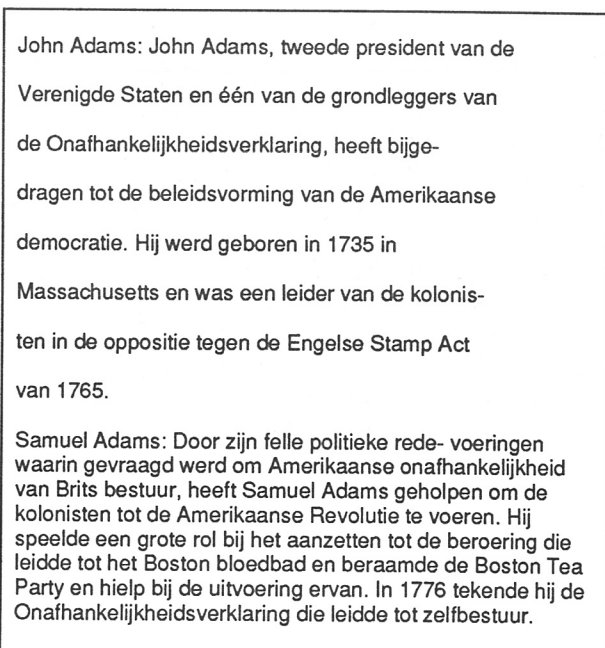 John Adams: John Adams, tweede president van de
Verenigde Staten en één van de grondleggers van
de Onafhankelijkheidsverklaring, heeft bijge-
dragen tot de beleidsvorming van de Amerikaanse
democratie. Hij werd geboren in 1735 in
Massachusetts en was een leider van de kolonis-
ten in de oppositie tegen de Engelse Stamp Act
van 1765.
Samuel Adams: Door zijn felle politieke rede- voeringen
waarin gevraagd werd om Amerikaanse onafhankelijkheid
van Brits bestuur, heeft Samuel Adams geholpen om de
kolonisten tot de Amerikaanse Revolutie te voeren. Hij
speelde een grote rol bij het aanzetten tot de beroering die
leidde tot het Boston bloedbad en beraamde de Boston Tea
Party en hielp bij de uitvoering ervan. In 1776 tekende hij de
Onafhankelijkheidsverklaring die leidde tot zelfbestuur.